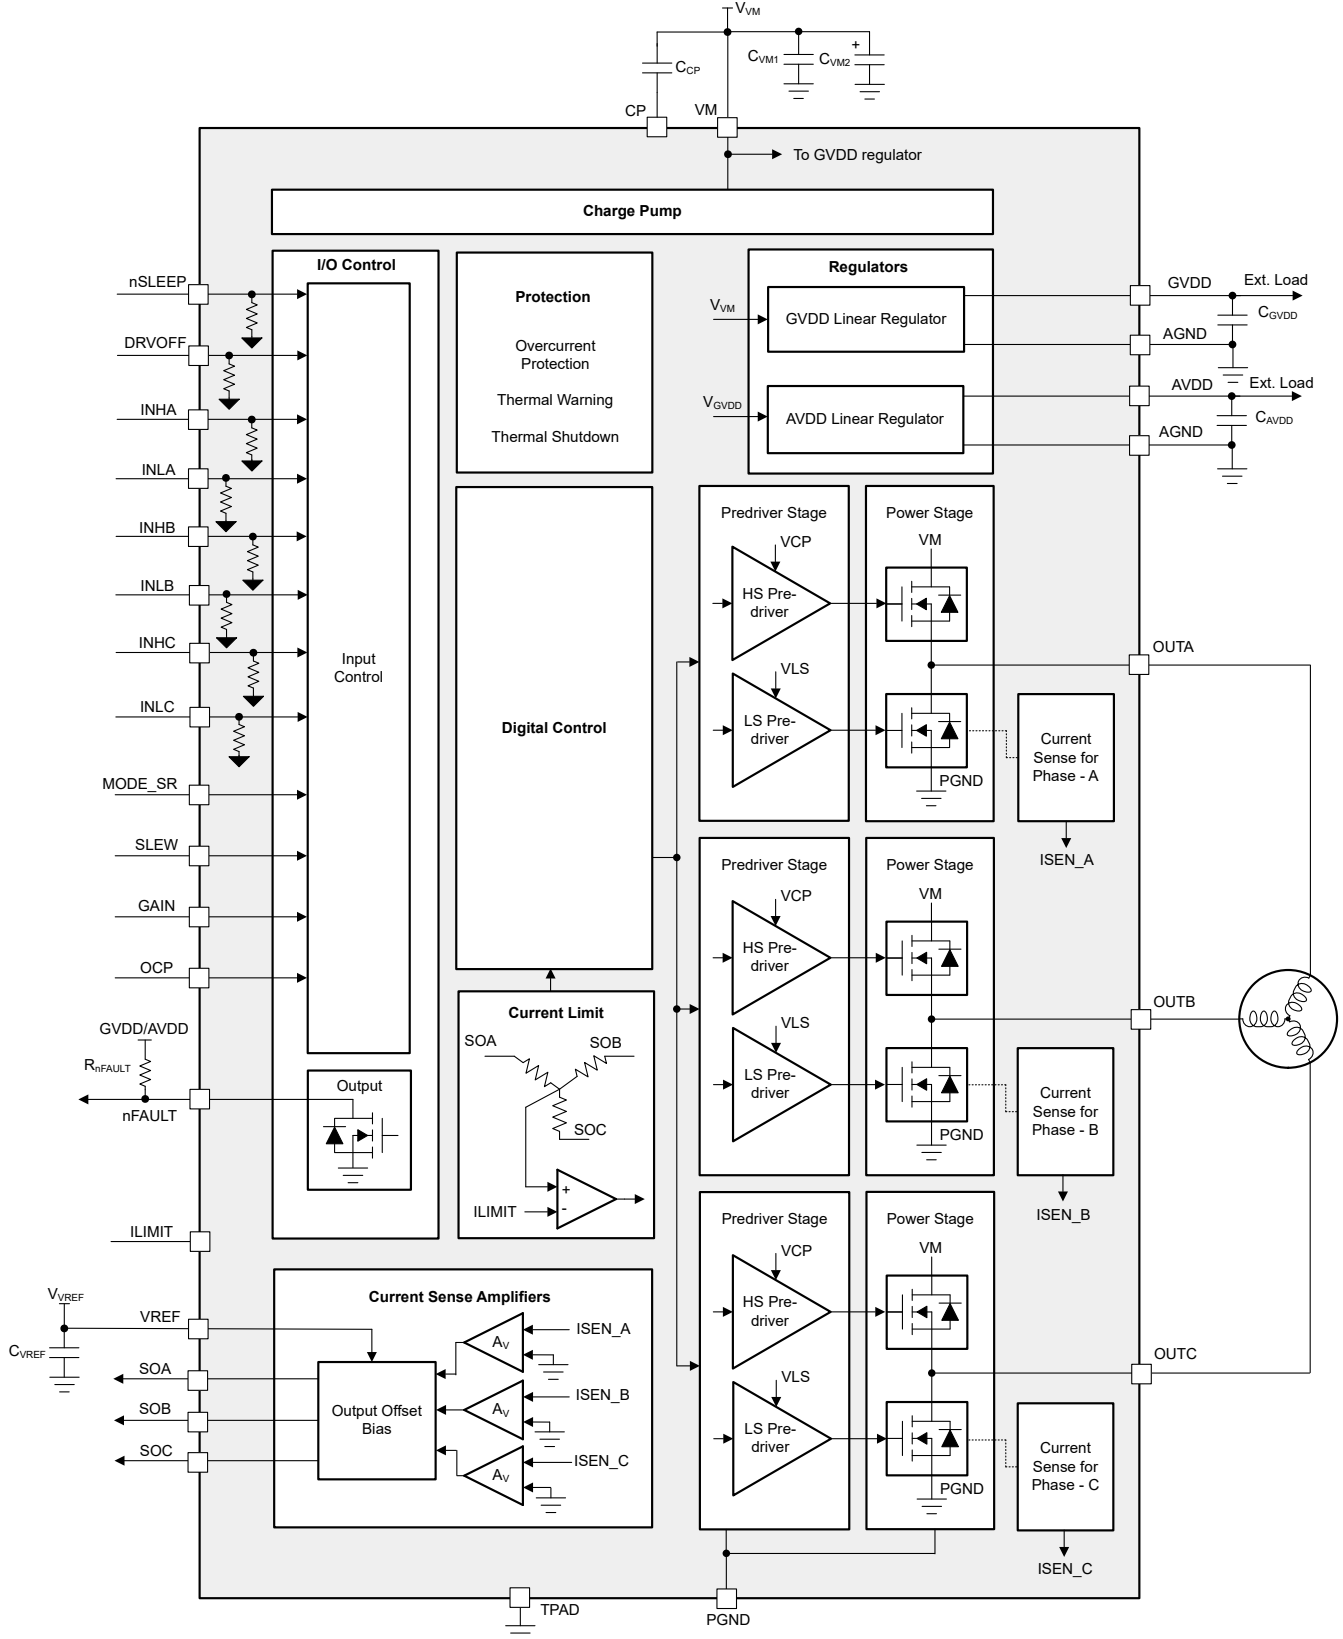 VVM
CCP
CVM1
+
CVM2
CP
VM
To GVDD regulator
Charge Pump
I/O Control
nSLEEP
DRVOFF
INHA
INLA
INHB
INLB
INHC
INLC
MODE_SR
SLEW
GAIN
OCP
Input
Control
GVDD/AVDD
RnFAULT
nFAULT
Output
ILIMIT
Protection
Overcurrent
Protection
Thermal Warning
Thermal Shutdown
Digital Control
Current Limit
SOA
SOB
SOC
+
-
ILIMIT
Regulators
VVM
GVDD Linear Regulator
VGVDD
AVDD Linear Regulator
GVDD
Ext. Load
CGVDD
AGND
AVDD
Ext. Load
CAVDD
AGND
Predriver Stage
VCP
HS Pre-
driver
VLS
LS Pre-
driver
Power Stage
VM
PGND
OUTA
Current
Sense for
Phase - A
ISEN_A
Predriver Stage
VCP
HS Pre-
driver
VLS
LS Pre-
driver
Power Stage
VM
PGND
OUTB
Current
Sense for
Phase - B
ISEN_B
Predriver Stage
VCP
HS Pre-
driver
VLS
LS Pre-
driver
Power Stage
VM
PGND
OUTC
Current
Sense for
Phase - C
ISEN_C
Current Sense Amplifiers
VVREF
CVREF
VREF
SOA
SOB
SOC
Output Offset
Bias
AV
ISEN_A
AV
ISEN_B
AV
ISEN_C
TPAD
PGND